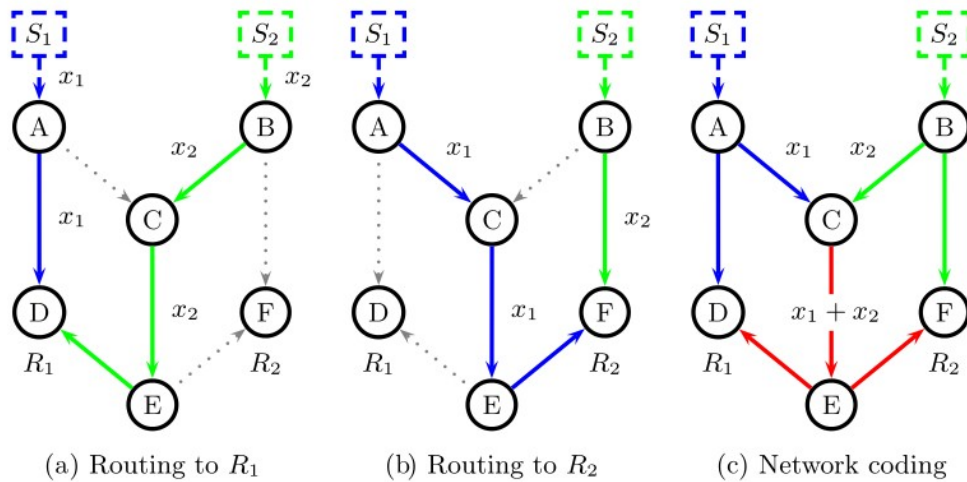 S1 S2 S1 S2 S1 S2
x1 x2
A B A B A B
x2 x1 x1 x2
C C C
x1 x2
D x2 F D x1 F D x1 + x2 F
R1 R2 R1 R2 R1 R2
E E E
(a) Routing to R1 (b) Routing to R2 (c) Network coding